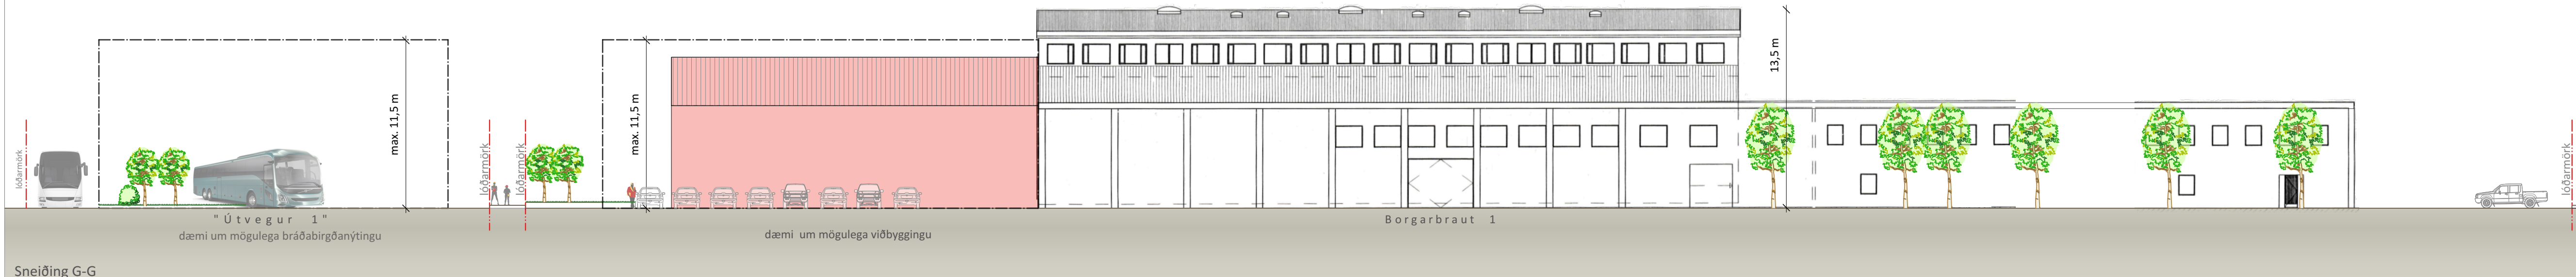 lóðarmörk
max. 11,5 m
lóðarmörk
lóðarmörk
max. 11,5 m
13,5 m
lóðarmörk
"Útvegur 1"
dæmi um mögulega bráðabirgðanýtingu
dæmi um mögulega viðbyggingu
Borgarbraut 1
Sneiðing G-G